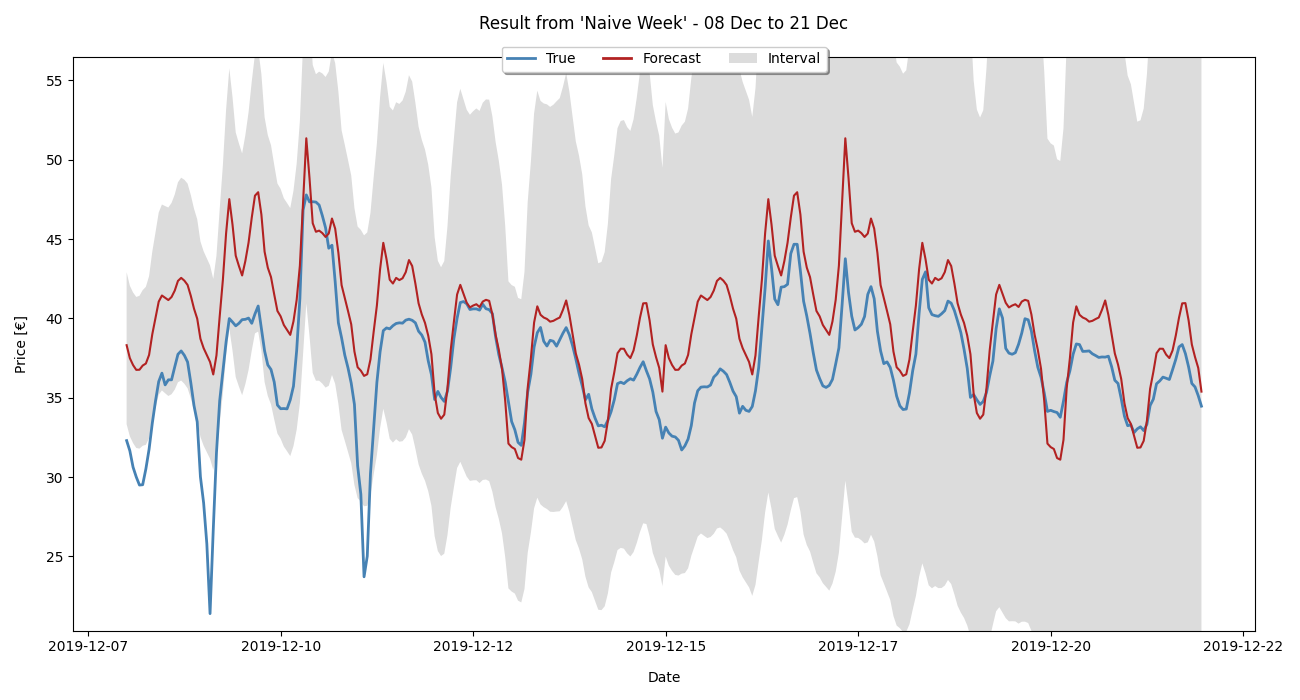 Result from 'Naive Week' - 08 Dec to 21 Dec
True Forecast Interval
55
50
45
40
35
30
25
Price [€]
2019-12-07 2019-12-10 2019-12-12 2019-12-15 2019-12-17 2019-12-20 2019-12-22
Date